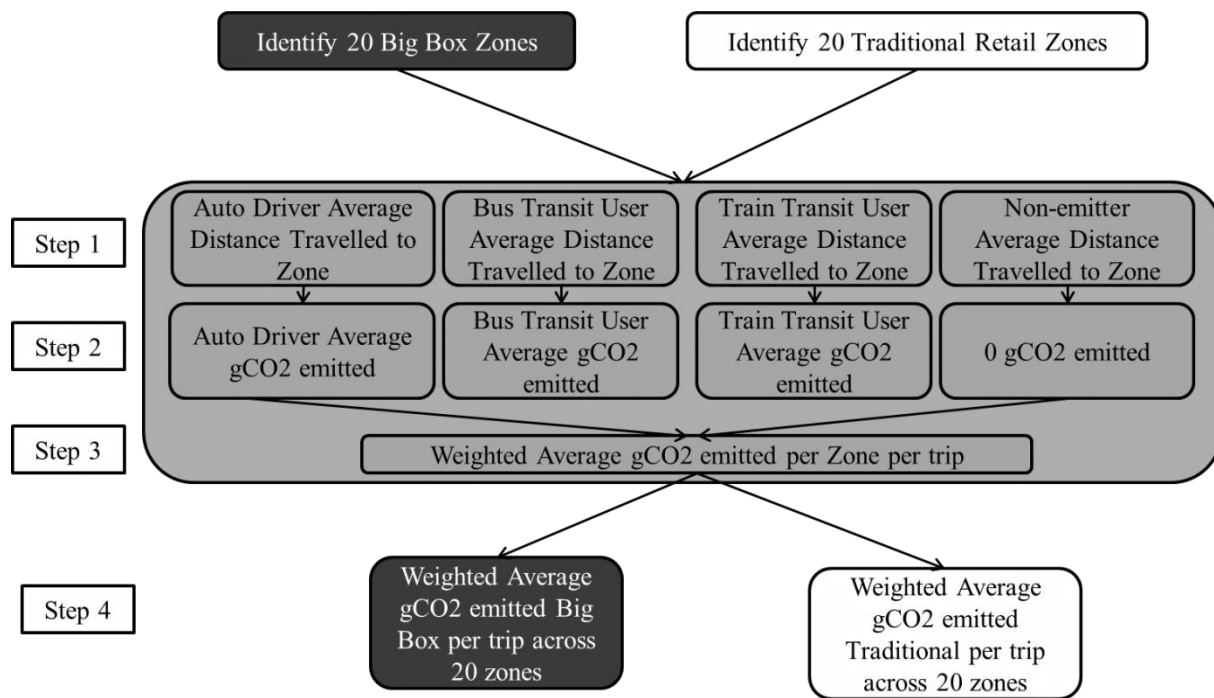 Identify 20 Big Box Zones
Identify 20 Traditional Retail Zones
Step 1
Auto Driver Average
Distance Travelled to
Zone
Bus Transit User
Average Distance
Travelled to Zone
Train Transit User
Average Distance
Travelled to Zone
Non-emitter
Average Distance
Travelled to Zone
Step 2
Auto Driver Average
gCO2 emitted
Bus Transit User
Average gCO2
emitted
Train Transit User
Average gCO2
emitted
0 gCO2 emitted
Step 3
Weighted Average gCO2 emitted per Zone per trip
Step 4
Weighted Average
gCO2 emitted Big
Box per trip across
20 zones
Weighted Average
gCO2 emitted
Traditional per trip
across 20 zones